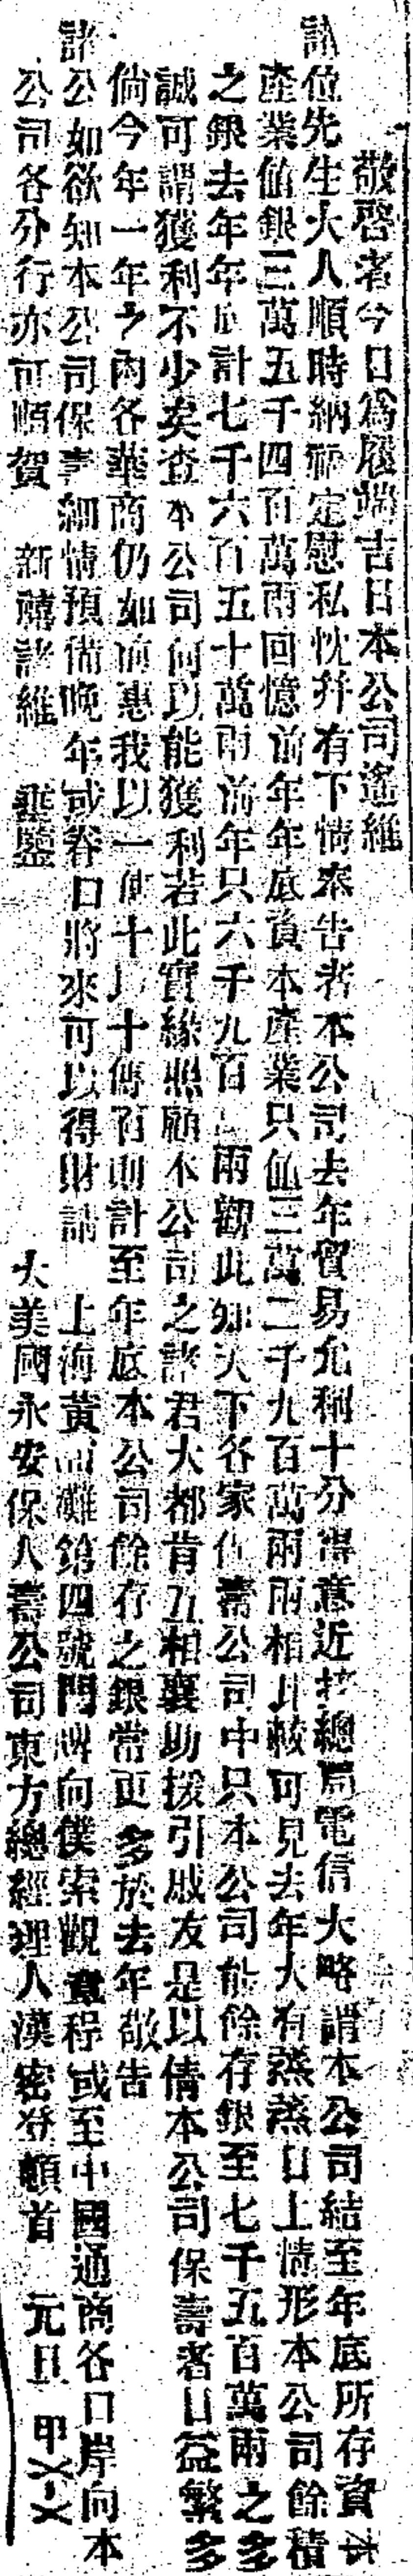 敬啓者今日爲履端吉日本公司遙維
諸位先生大人順時納祜定慰私忱幷有下情奉告者本公司去年貿易尤稱十分得意近接總局電信大略謂本公司結至年底所存資本
產業値銀三萬五千四百萬兩回憶前年年底資本產業只値三萬二千九百萬兩兩相比較可見去年大有蒸蒸日上情形本公司餘積
之銀去年年底計七千六百五十萬兩前年只六千九百 兩觀此知天下各家保壽公司中只本公司能餘存銀至七千五百萬兩之多
誠可謂獲利不少矣查本公司何以能獲利若此實緣照顧本公司之諸君大都肯互相襄助援引戚友是以倩本公司保壽者日益繁多
倘今年一年之內各華商仍如前惠我以一傳十以十傳百則計至年底本公司餘存之銀常更多於去年敬告
諸公如欲知本公司保壽細情預備晚年或眷口將來可以得財請 上海黃浦灘第四號門牌向僕索觀章程或至中國通商各口岸向本
公司各分行亦可順賀 新禧諸維 垂鑒 大美國永安保人壽公司東方總經理人漢密登頓首 元旦 甲